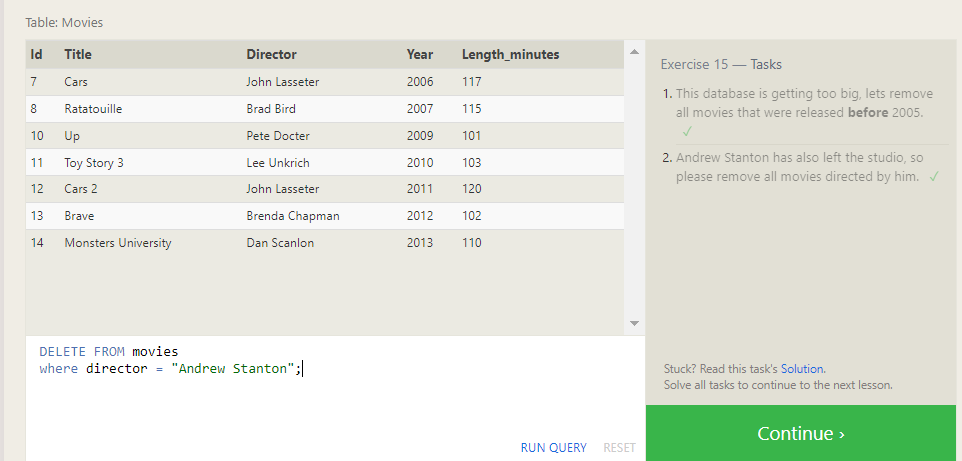 Table: Movies
Id Title Director Year Length_minutes
7 Cars John Lasseter 2006 117
8 Ratatouille Brad Bird 2007 115
10 Up Pete Docter 2009 101
11 Toy Story 3 Lee Unkrich 2010 103
12 Cars 2 John Lasseter 2011 120
13 Brave Brenda Chapman 2012 102
14 Monsters University Dan Scanlon 2013 110
DELETE FROM movies
where director = "Andrew Stanton";
RUN QUERY RESET
Exercise 15 — Tasks
1. This database is getting too big, lets remove
all movies that were released before 2005.
✓
2. Andrew Stanton has also left the studio, so
please remove all movies directed by him. ✓
Stuck? Read this task's Solution.
Solve all tasks to continue to the next lesson.
Continue ›